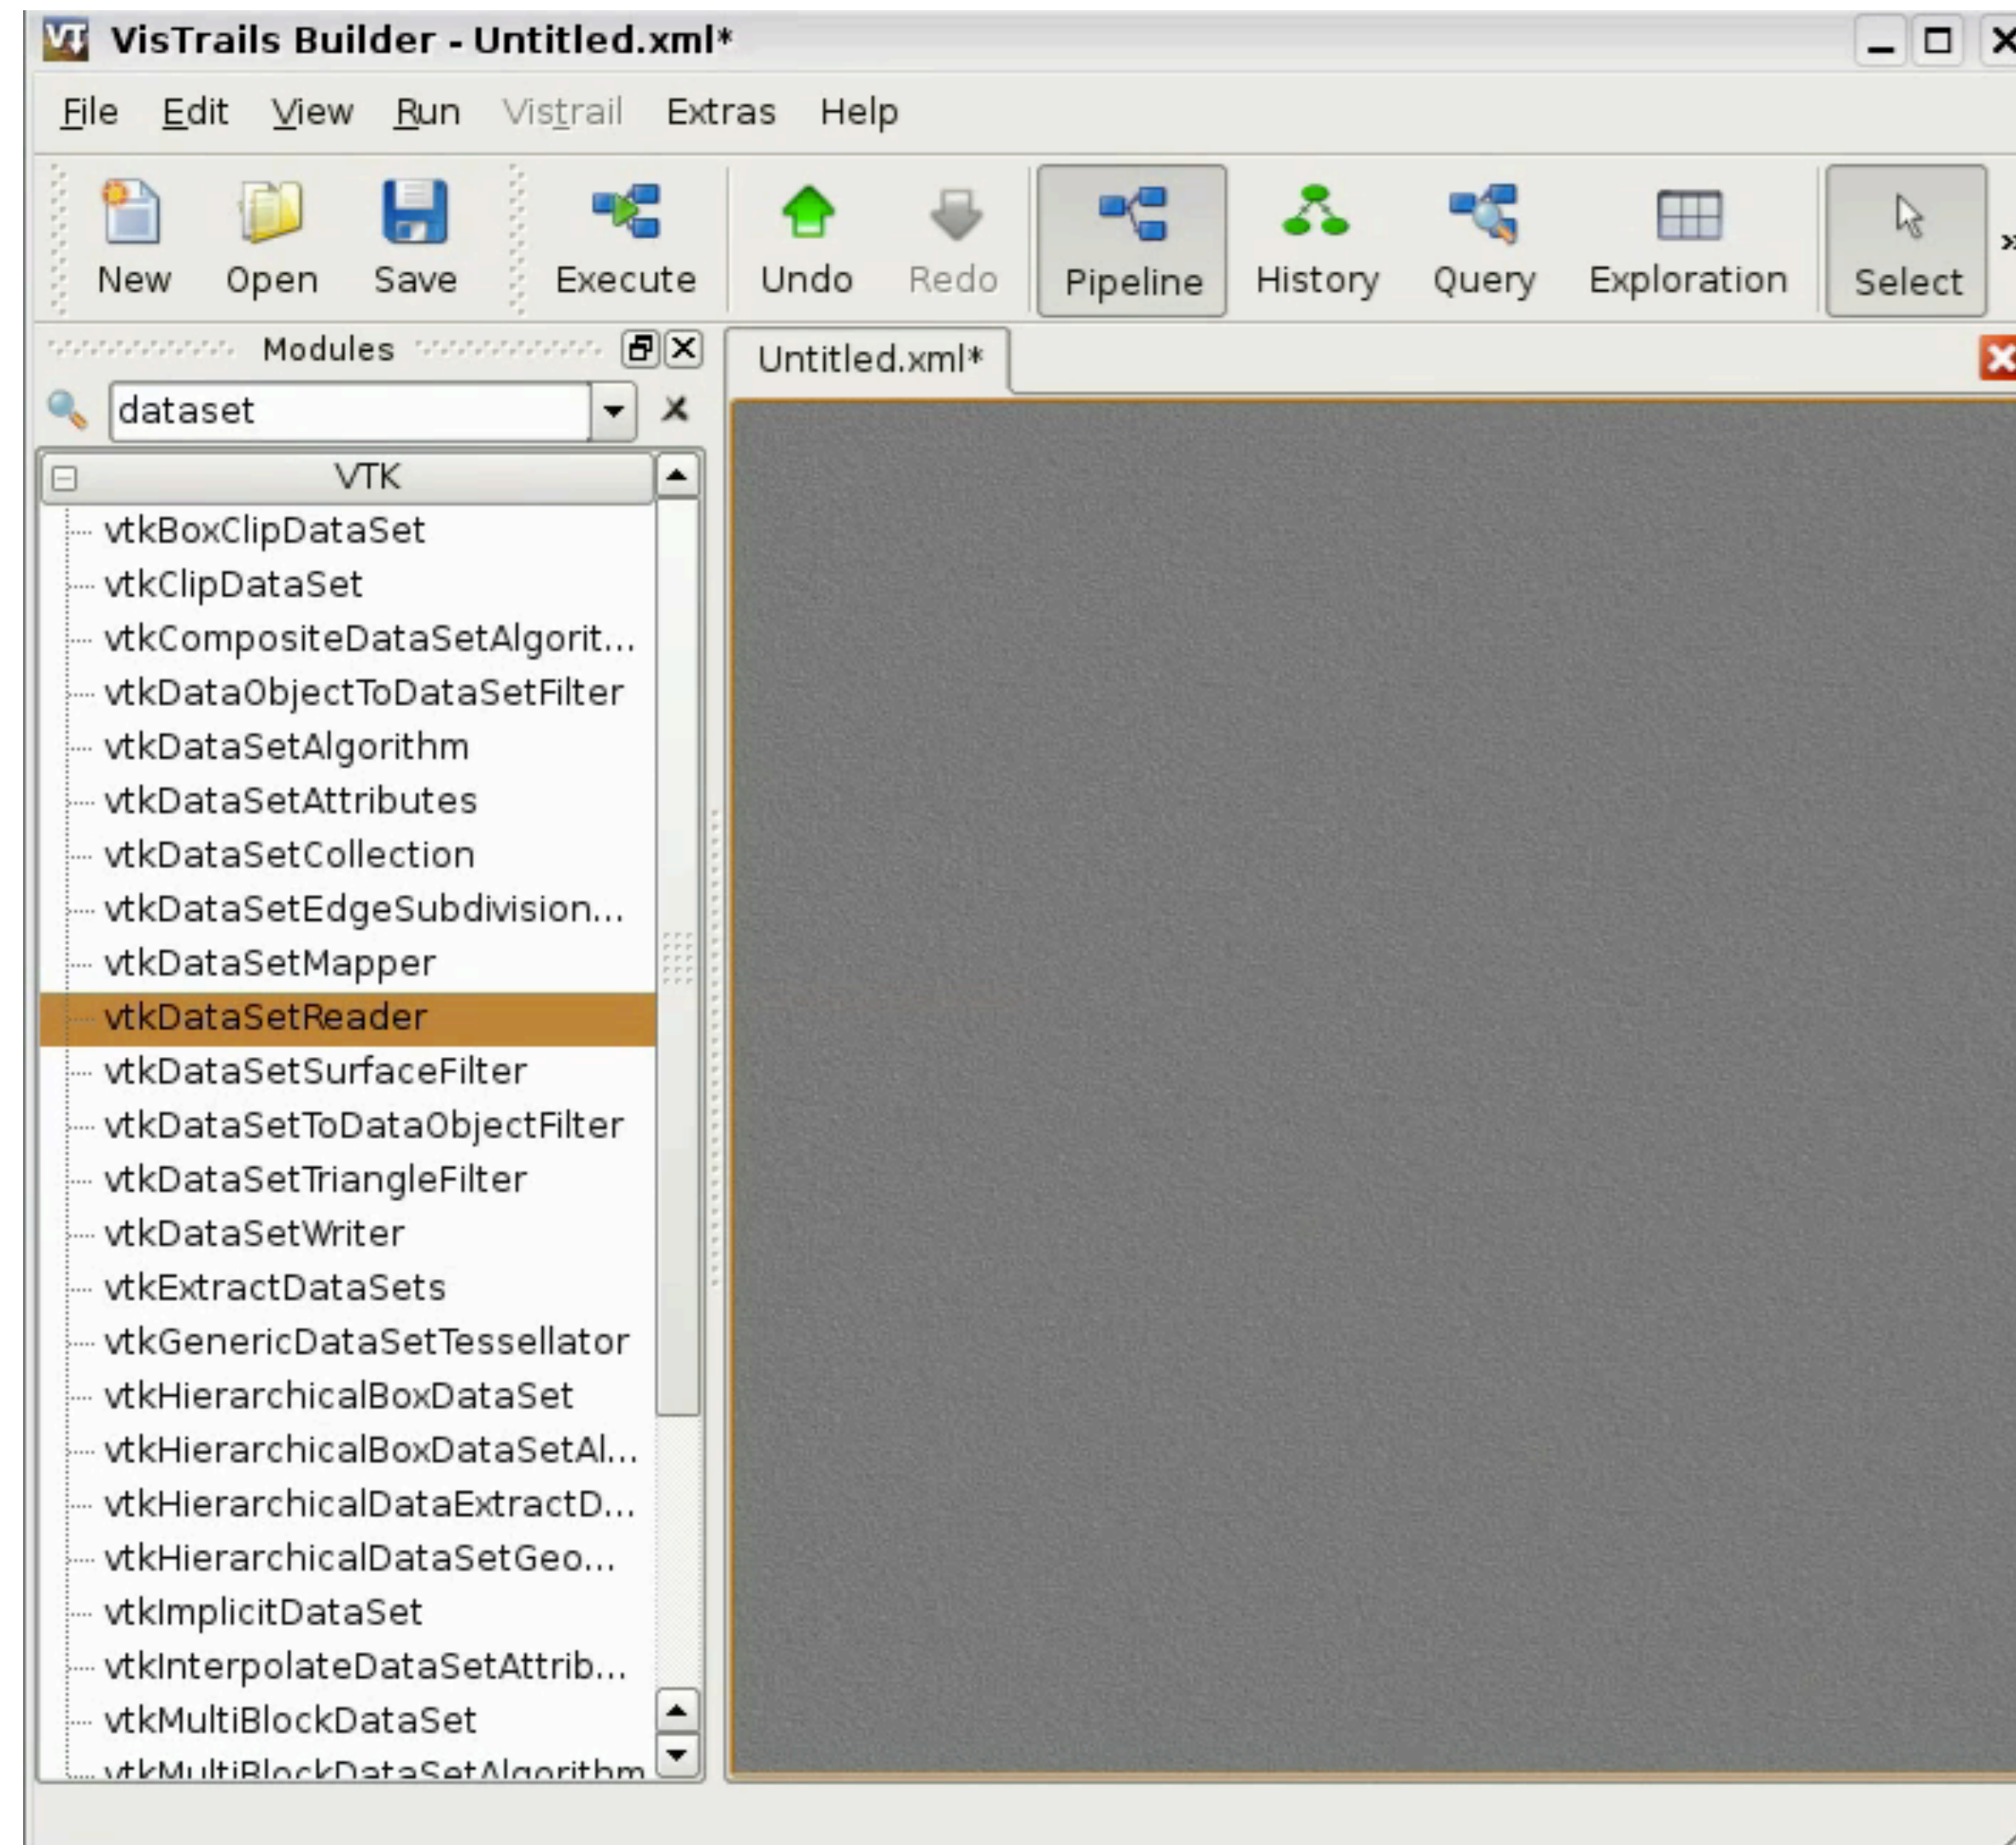 VT VisTrails Builder - Untitled.xml*
File Edit View Run Vistrail Extras Help
New Open Save Execute Undo Redo Pipeline History Query Exploration Select »
Modules
Untitled.xml*
dataset
VTK
vtkBoxClipDataSet
vtkClipDataSet
vtkCompositeDataSetAlgorit...
vtkDataObjectToDataSetFilter
vtkDataSetAlgorithm
vtkDataSetAttributes
vtkDataSetCollection
vtkDataSetEdgeSubdivision...
vtkDataSetMapper
vtkDataSetReader
vtkDataSetSurfaceFilter
vtkDataSetToDataObjectFilter
vtkDataSetTriangleFilter
vtkDataSetWriter
vtkExtractDataSets
vtkGenericDataSetTessellator
vtkHierarchicalBoxDataSet
vtkHierarchicalBoxDataSetAl...
vtkHierarchicalDataExtractD...
vtkHierarchicalDataSetGeo...
vtkImplicitDataSet
vtkInterpolateDataSetAttrib...
vtkMultiBlockDataSet
vtkMultiBlockDataSetAlgorithm